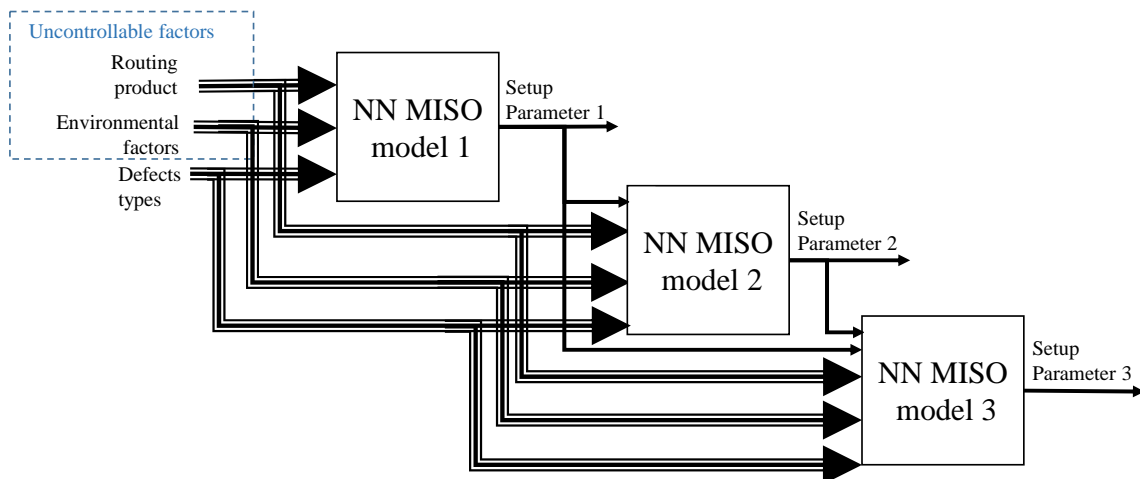 Uncontrollable factors
Routing
product
Environmental
factors
Defects
types
NN MISO
model 1
Setup
Parameter 1
NN MISO
model 2
Setup
Parameter 2
NN MISO
model 3
Setup
Parameter 3